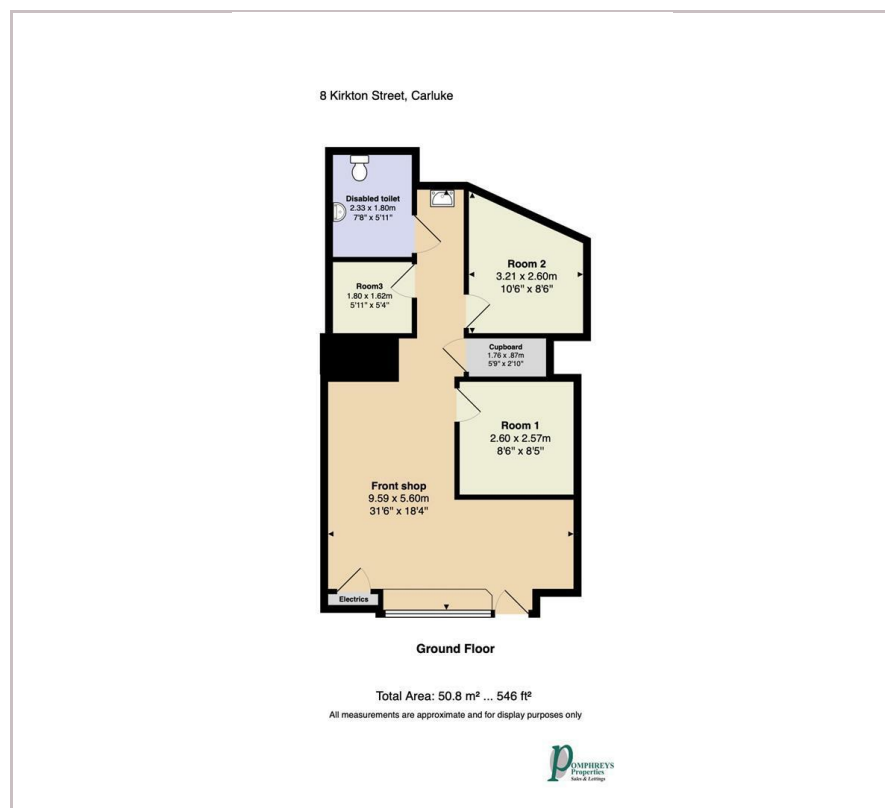 8 Kirkton Street, Carluke
Disabled toilet
2.33 x 1.80m
7'8" x 5'11"
Room 2
3.21 x 2.60m
10'6" x 8'6"
Room3
1.80 x 1.62m
5'11" x 5'4"
Cupboard
1.76 x .87m
5'9" x 2'10"
Room 1
2.60 x 2.57m
8'6" x 8'5"
Front shop
9.59 x 5.60m
31'6" x 18'4"
Electrics
Ground Floor
Total Area: 50.8 m² ... 546 ft²
All measurements are approximate and for display purposes only
POMPHREYS
Properties
Sales & Lettings